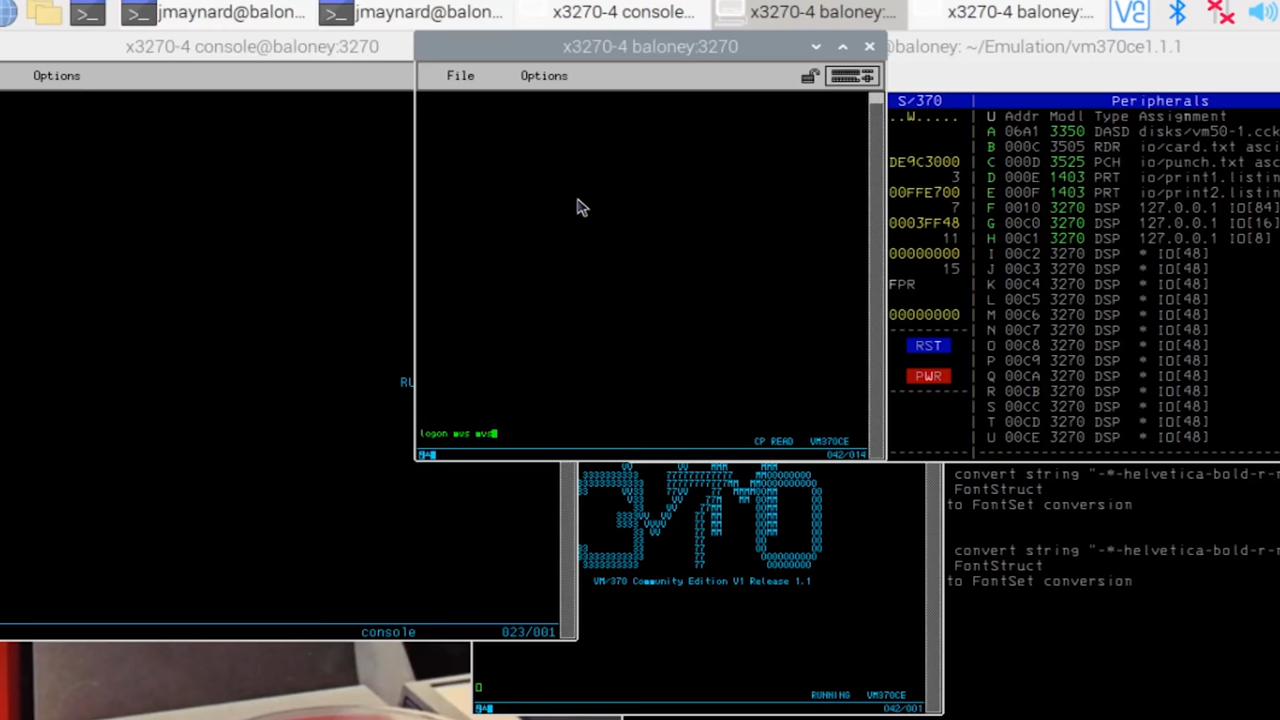 jmaynard@balon...
jmaynard@balon...
x3270-4 console...
x3270-4 baloney:...
x3270-4 baloney:...
V2
x3270-4 console@baloney:3270
x3270-4 baloney:3270
@baloney: ~/Emulation/vm370ce1.1.1
Options
File
Options
S/370 | Peripherals
..W..... | U Addr Modl Type Assignment
| A 06A1 3350 DASD disks/vm50-1.cck
| B 000C 3505 RDR io/card.txt asci
DE9C3000 | C 000D 3525 PCH io/punch.txt asc
3 | D 000E 1403 PRT io/print1.listin
00FFE700 | E 000F 1403 PRT io/print2.listin
7 | F 0010 3270 DSP 127.0.0.1 IO[84]
0003FF48 | G 00C0 3270 DSP 127.0.0.1 IO[16]
11 | H 00C1 3270 DSP 127.0.0.1 IO[8]
00000000 | I 00C2 3270 DSP * IO[48]
15 | J 00C3 3270 DSP * IO[48]
FPR | K 00C4 3270 DSP * IO[48]
| L 00C5 3270 DSP * IO[48]
00000000 | M 00C6 3270 DSP * IO[48]
| N 00C7 3270 DSP * IO[48]
RST | O 00C8 3270 DSP * IO[48]
| P 00C9 3270 DSP * IO[48]
PWR | Q 00CA 3270 DSP * IO[48]
| R 00CB 3270 DSP * IO[48]
| S 00CC 3270 DSP * IO[48]
| T 00CD 3270 DSP * IO[48]
| U 00CE 3270 DSP * IO[48]
RU
logon mvs mvs
CP READ VM370CE
042/014
convert string "-*-helvetica-bold-r-n
FontStruct
to FontSet conversion
convert string "-*-helvetica-bold-r-n
FontStruct
to FontSet conversion
VM/370 Community Edition V1 Release 1.1
console 023/001
RUNNING VM370CE
042/001